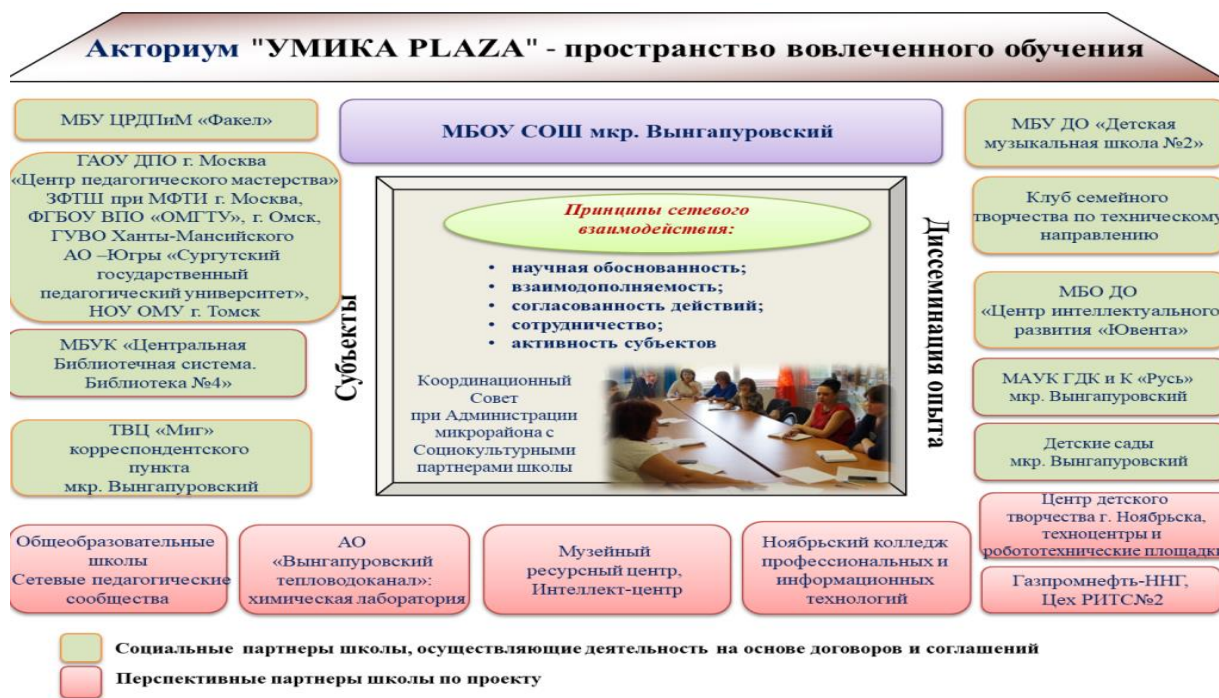 Акториум "УМИКА PLAZA" - пространство вовлеченного обучения
МБУ ЦРДПиМ «Факел»
ГАОУ ДПО г. Москва
«Центр педагогического мастерства»
ЗФТШ при МФТИ г. Москва,
ФГБОУ ВПО «ОМГТУ», г. Омск,
ГУВО Ханты-Мансийского
АО –Югры «Сургутский
государственный
педагогический университет»,
НОУ ОМУ г. Томск
МБУК «Центральная
Библиотечная система.
Библиотека №4»
ТВЦ «Миг»
корреспондентского
пункта
мкр. Вынгапуровский
МБОУ СОШ мкр. Вынгапуровский
Субъекты
Принципы сетевого
взаимодействия:
• научная обоснованность;
• взаимодополняемость;
• согласованность действий;
• сотрудничество;
• активность субъектов
Координационный
Совет
при Администрации
микрорайона с
Социокультурными
партнерами школы
Диссеминация опыта
МБУ ДО «Детская
музыкальная школа №2»
Клуб семейного
творчества по техническому
направлению
МБО ДО
«Центр интеллектуального
развития «Ювента»
МАУК ГДК и К «Русь»
мкр. Вынгапуровский
Детские сады
мкр. Вынгапуровский
Центр детского
творчества г. Ноябрьска,
техноцентры и
робототехнические площадки
Газпромнефть-ННГ,
Цех РИТС№2
Общеобразовательные
школы
Сетевые педагогические
сообщества
АО
«Вынгапуровский
тепловодоканал»:
химическая лаборатория
Музейный
ресурсный центр,
Интеллект-центр
Ноябрьский колледж
профессиональных и
информационных
технологий
Социальные партнеры школы, осуществляющие деятельность на основе договоров и соглашений
Перспективные партнеры школы по проекту